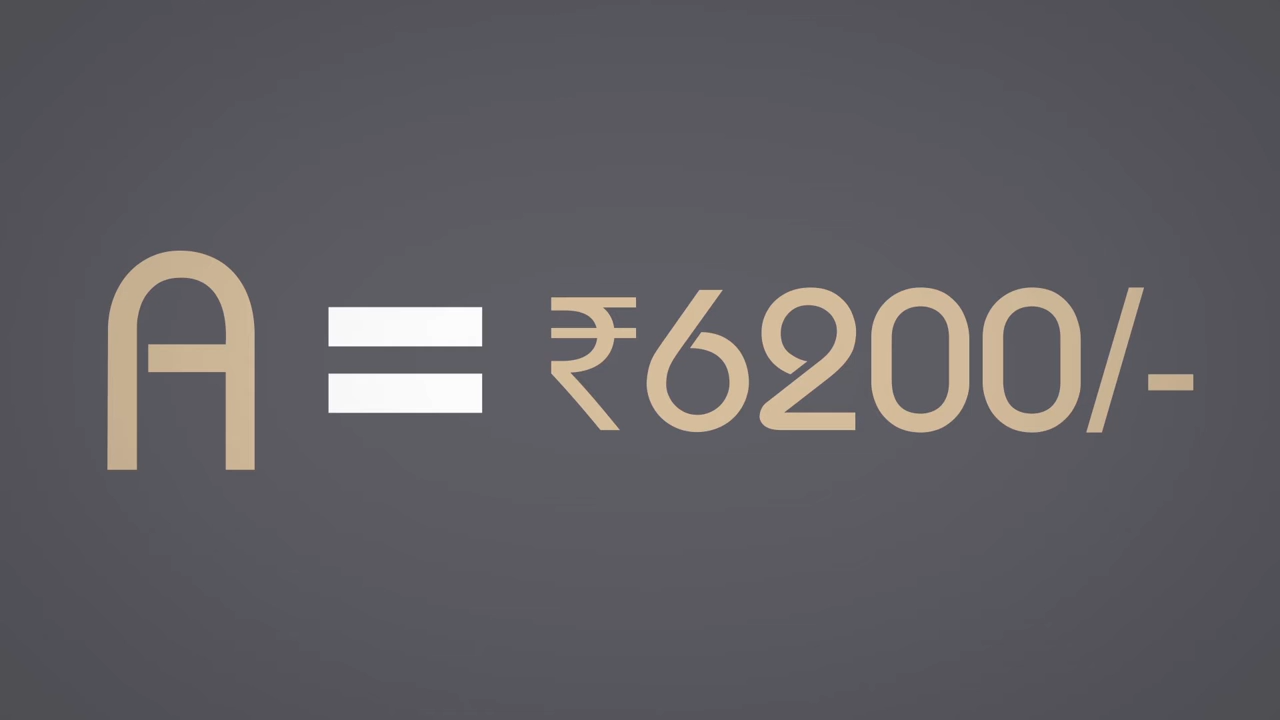 A = ₹6200/-